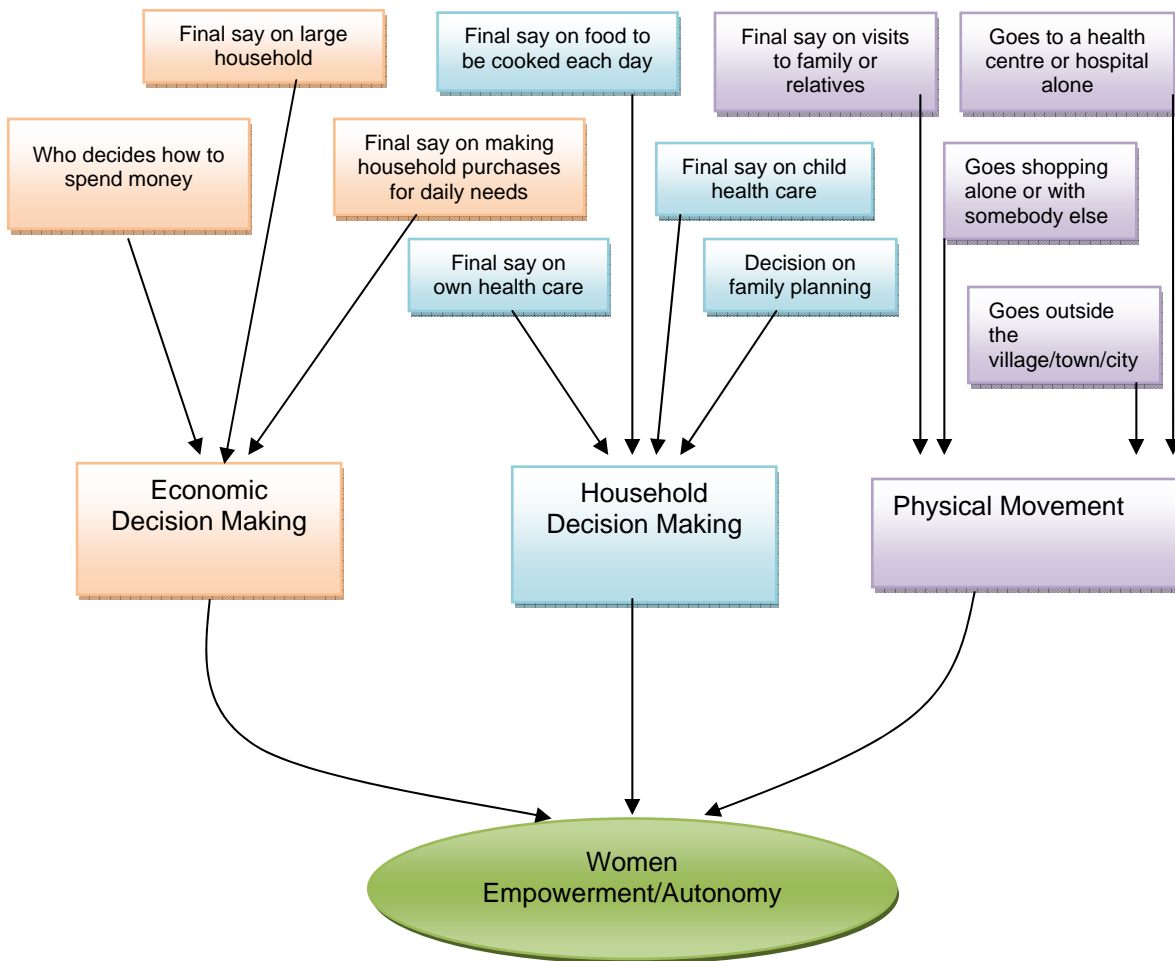 Final say on large
household
Final say on food to
be cooked each day
Final say on visits
to family or
relatives
Goes to a health
centre or hospital
alone
Who decides how to
spend money
Final say on making
household purchases
for daily needs
Final say on child
health care
Goes shopping
alone or with
somebody else
Final say on
own health care
Decision on
family planning
Goes outside
the
village/town/city
Economic
Decision Making
Household
Decision Making
Physical Movement
Women
Empowerment/Autonomy